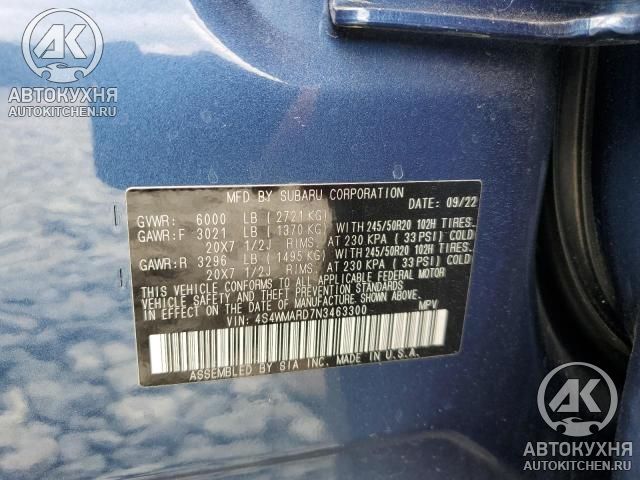 AK
АВТОКУХНЯ
AUTOKITCHEN.RU
MFD BY SUBARU CORPORATION
DATE: 09/22
GVWR: 6000 LB ( 2721 KG)
GAWR:F 3021 LB ( 1370 KG) WITH 245/50R20 102H TIRES,
20X7 1/2J RIMS, AT 230 KPA ( 33 PSI) COLD
GAWR:R 3296 LB ( 1495 KG) WITH 245/50R20 102H TIRES,
20X7 1/2J RIMS, AT 230 KPA ( 33 PSI) COLD
THIS VEHICLE CONFORMS TO ALL APPLICABLE FEDERAL MOTOR
VEHICLE SAFETY AND THEFT PREVENTION STANDARDS
IN EFFECT ON THE DATE OF MANUFACTURE SHOWN ABOVE.
VIN: 4S4WMARD7N3463300
MPV
ASSEMBLED BY SIA INC. MADE IN U.S.A.
AK
АВТОКУХНЯ
AUTOKITCHEN.RU